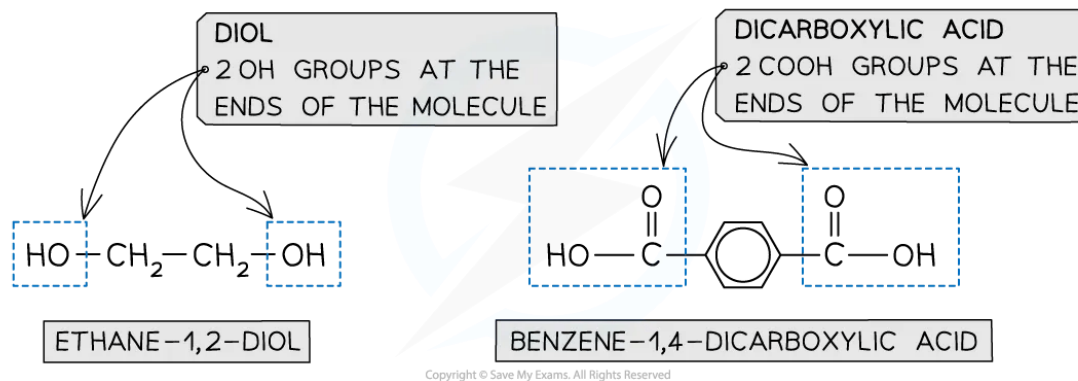 DIOL
2 OH GROUPS AT THE
ENDS OF THE MOLECULE
DICARBOXYLIC ACID
2 COOH GROUPS AT THE
ENDS OF THE MOLECULE
HO-CH₂-CH₂-OH
O
O
HO-C
C-OH
ETHANE-1,2-DIOL
BENZENE-1,4-DICARBOXYLIC ACID
Copyright © Save My Exams. All Rights Reserved